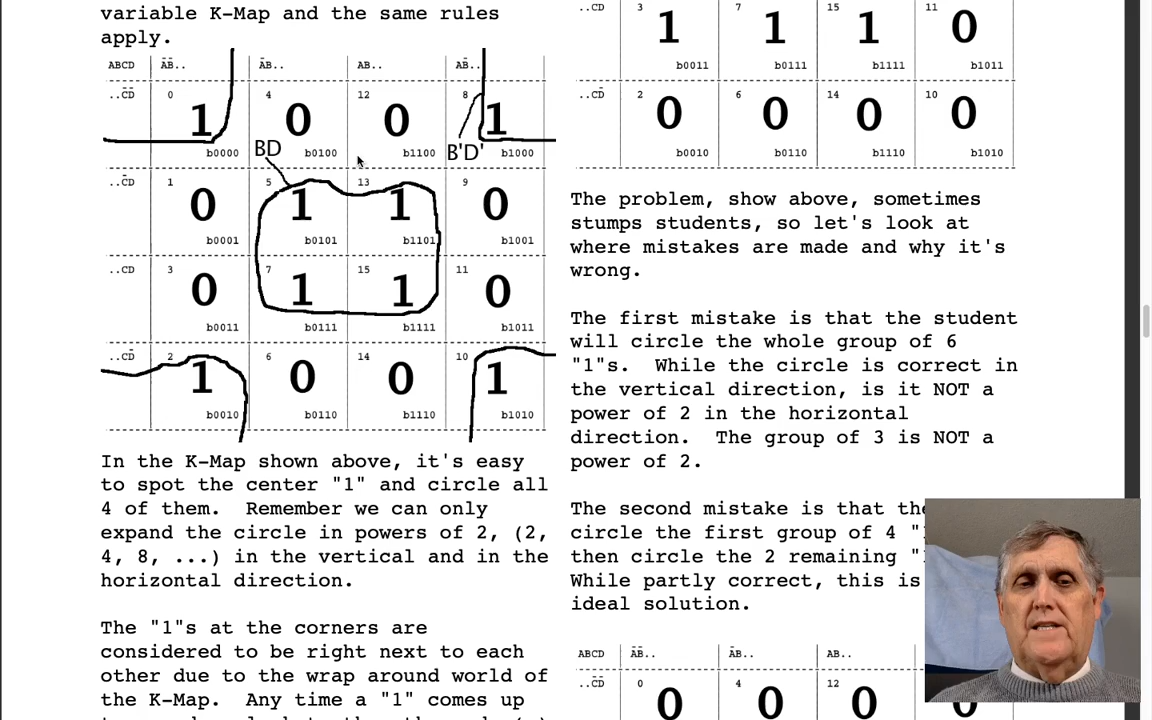 variable K-Map and the same rules
apply.
ABCD ĀB̄.. ĀB.. AB.. AB̄..
..C̄D̄ 0 1 b0000 4 0 b0100 12 0 b1100 8 1 b1000
BD B'D'
..C̄D 1 0 b0001 5 1 b0101 13 1 b1101 9 0 b1001
..CD 3 0 b0011 7 1 b0111 15 1 b1111 11 0 b1011
..CD̄ 2 1 b0010 6 0 b0110 14 0 b1110 10 1 b1010
In the K-Map shown above, it's easy
to spot the center "1" and circle all
4 of them. Remember we can only
expand the circle in powers of 2, (2,
4, 8, ...) in the vertical and in the
horizontal direction.
The "1"s at the corners are
considered to be right next to each
other due to the wrap around world of
the K-Map. Any time a "1" comes up
..CD 3 1 b0011 7 1 b0111 15 1 b1111 11 0 b1011
..CD̄ 2 0 b0010 6 0 b0110 14 0 b1110 10 0 b1010
The problem, show above, sometimes
stumps students, so let's look at
where mistakes are made and why it's
wrong.
The first mistake is that the student
will circle the whole group of 6
"1"s. While the circle is correct in
the vertical direction, is it NOT a
power of 2 in the horizontal
direction. The group of 3 is NOT a
power of 2.
The second mistake is that the
circle the first group of 4 "
then circle the 2 remaining "
While partly correct, this is
ideal solution.
ABCD ĀB̄.. ĀB.. AB..
..C̄D̄ 0 0 4 0 12 0 0